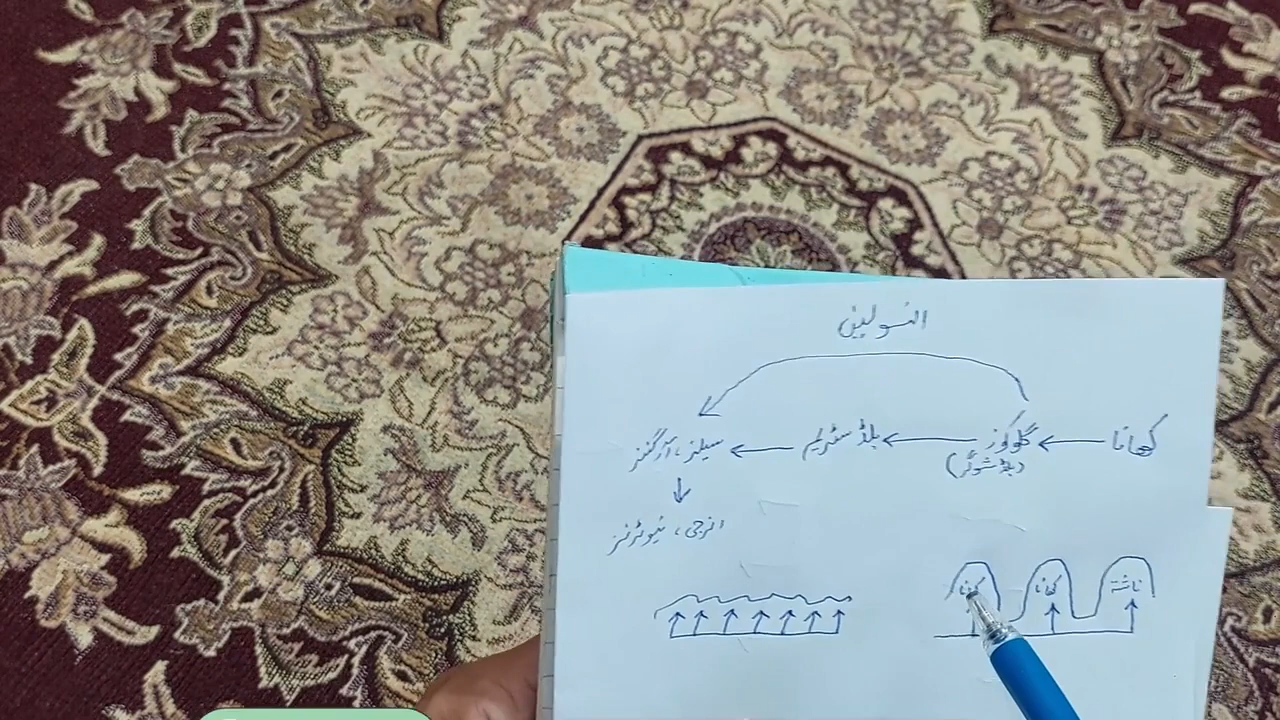 انسولین
کھانا گلوکوز بلڈ سٹریم سیلز، آرگنز
(بلڈ شوگر)
انرجی، نیوٹرنز
ناشتہ کھانا کھانا